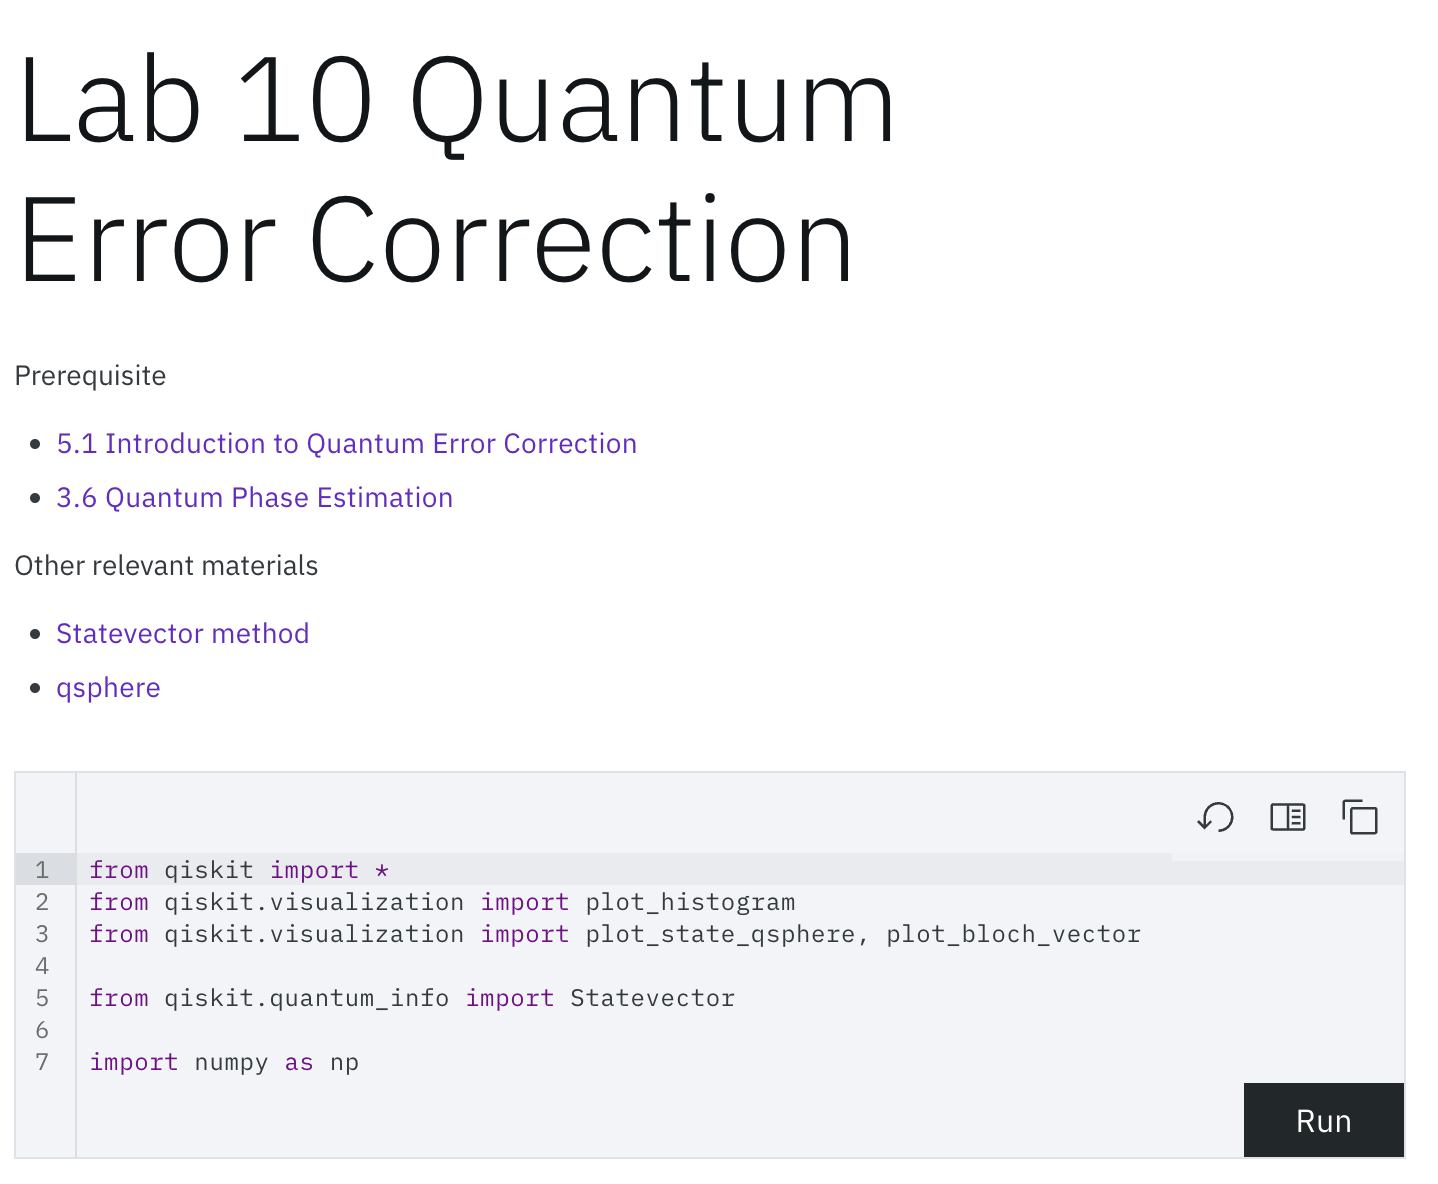 Lab 10 Quantum
Error Correction
Prerequisite
5.1 Introduction to Quantum Error Correction
3.6 Quantum Phase Estimation
Other relevant materials
Statevector method
qsphere
1 from qiskit import *
2 from qiskit.visualization import plot_histogram
3 from qiskit.visualization import plot_state_qsphere, plot_bloch_vector
4
5 from qiskit.quantum_info import Statevector
6
7 import numpy as np
Run